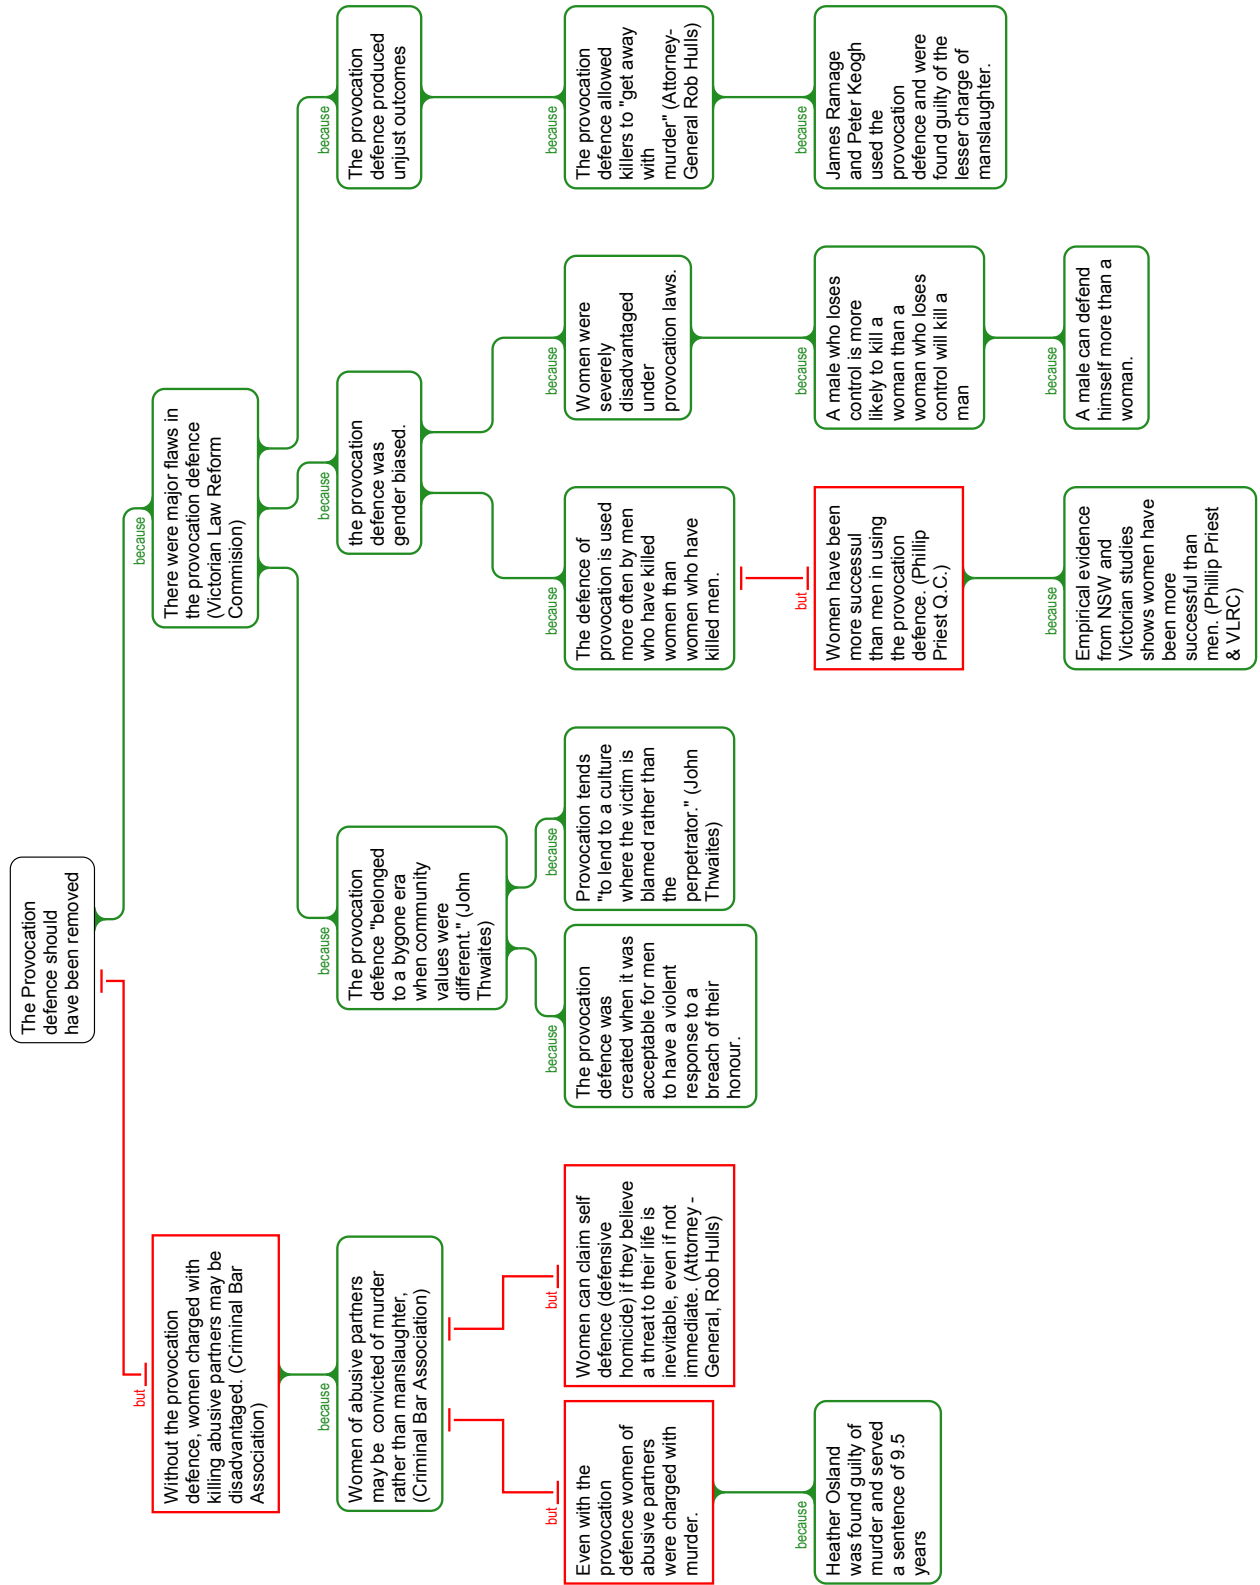 The Provocation
defence should
have been removed
but
Without the provocation
defence, women charged with
killing abusive partners may be
disadvantaged. (Criminal Bar
Association)
because
Women of abusive partners
may be  convicted of murder
rather than manslaughter,
(Criminal Bar Association)
but
Even with the
provocation
defence women of
abusive partners
were charged with
murder.
because
Heather Osland
was found guilty of
murder and served
a sentence of 9.5
years
but
Women can claim self
defence (defensive
homicide) if they believe
a threat to their life is
inevitable, even if not
immediate. (Attorney -
General, Rob Hulls)
because
There were major flaws in
the provocation defence
(Victorian Law Reform
Commision)
because
The provocation
defence "belonged
to a bygone era
when community
values were
different." (John
Thwaites)
because
The provocation
defence was
created when it was
acceptable for men
to have a violent
response to a
breach of their
honour.
because
Provocation tends
"to lend to a culture
where the victim is
blamed rather than
the
perpetrator." (John
Thwaites)
because
the provocation
defence was
gender biased.
because
The defence of
provocation is used
more often by men
who have killed
women than
women who have
killed men.
but
Women have been
more successul
than men in using
the provocation
defence. (Phillip
Priest Q.C.)
because
Empirical evidence
from NSW and
Victorian studies
shows women have
been more
successful than
men. (Phillip Priest
& VLRC)
because
Women were
severely
disadvantaged
under
provocation laws.
because
A male who loses
control is more
likely to kill a
woman than a
woman who loses
control will kill a
man
because
A male can defend
himself more than a
woman.
because
The provocation
defence produced
unjust outcomes
because
The provocation
defence allowed
killers to "get away
with
murder" (Attorney-
General Rob Hulls)
because
James Ramage
and Peter Keogh
used the
provocation
defence and were
found guilty of the
lesser charge of
manslaughter.